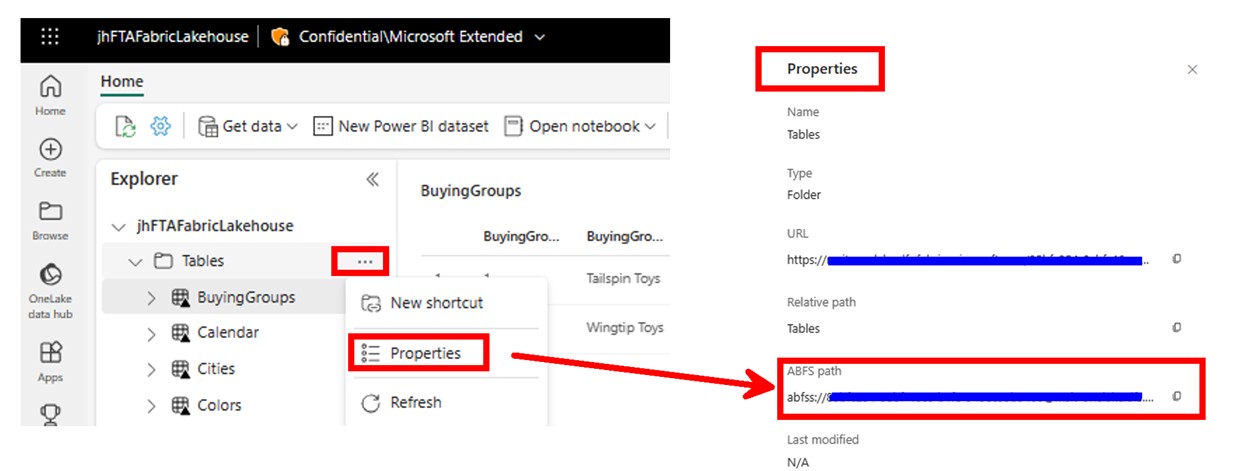 jhFTAFabricLakehouse Confidential\Microsoft Extended
Home
Get data New Power BI dataset Open notebook
Home
Create
Browse
OneLake
data hub
Apps
Explorer
jhFTAFabricLakehouse
Tables
...
BuyingGroups
Calendar
Cities
Colors
New shortcut
Properties
Refresh
BuyingGroups
BuyingGro... BuyingGro...
1 1 Tailspin Toys
Wingtip Toys
Properties
Name
Tables
Type
Folder
URL
https://
...
Relative path
Tables
ABFS path
abfss://
....
Last modified
N/A